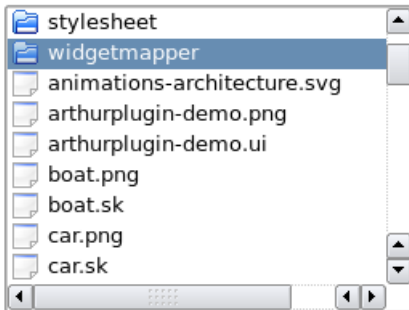 stylesheet
widgetmapper
animations-architecture.svg
arthurplugin-demo.png
arthurplugin-demo.ui
boat.png
boat.sk
car.png
car.sk